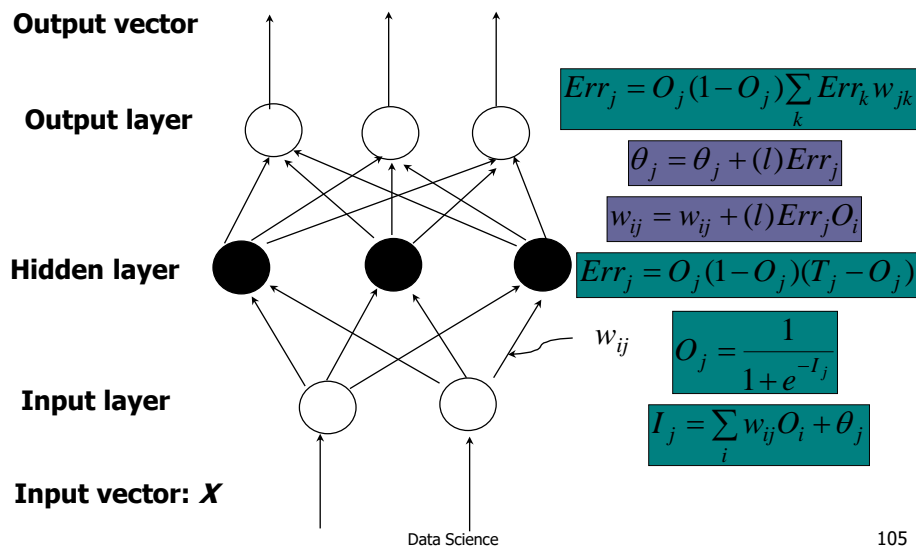 Output vector
Output layer
Hidden layer
Input layer
Input vector: X
Err_j = O_j(1 − O_j)∑_k Err_k w_jk
θ_j = θ_j + (l)Err_j
w_ij = w_ij + (l)Err_j O_i
Err_j = O_j(1 − O_j)(T_j − O_j)
w_ij
O_j = 1 / (1 + e^(−I_j))
I_j = ∑_i w_ij O_i + θ_j
Data Science
105